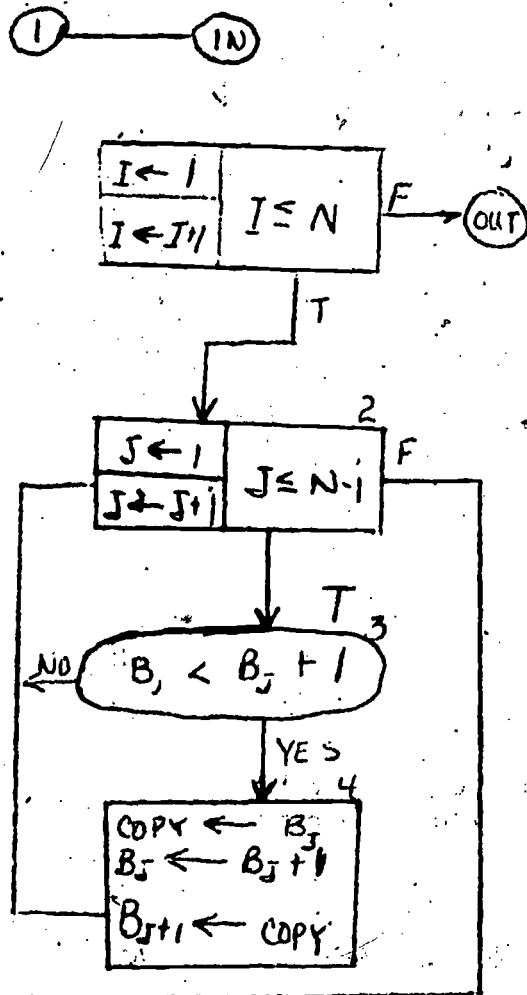 1 IN
I ← 1
I ← I+1
I ≤ N
F
OUT
T
2
J ← 1
J ← J+1
J ≤ N-i
F
T
3
B_J < B_J + 1
NO
YES
4
COPY ← B_J
B_J ← B_J + 1
B_J+1 ← COPY